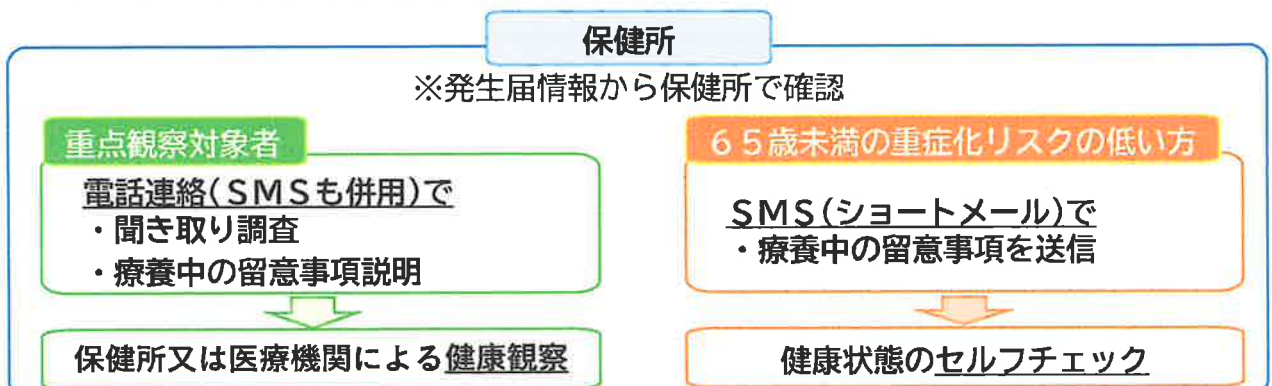 保健所
※発生届情報から保健所で確認
重点観察対象者
電話連絡(SMSも併用)で
・聞き取り調査
・療養中の留意事項説明
保健所又は医療機関による健康観察
65歳未満の重症化リスクの低い方
SMS(ショートメール)で
・療養中の留意事項を送信
健康状態のセルフチェック